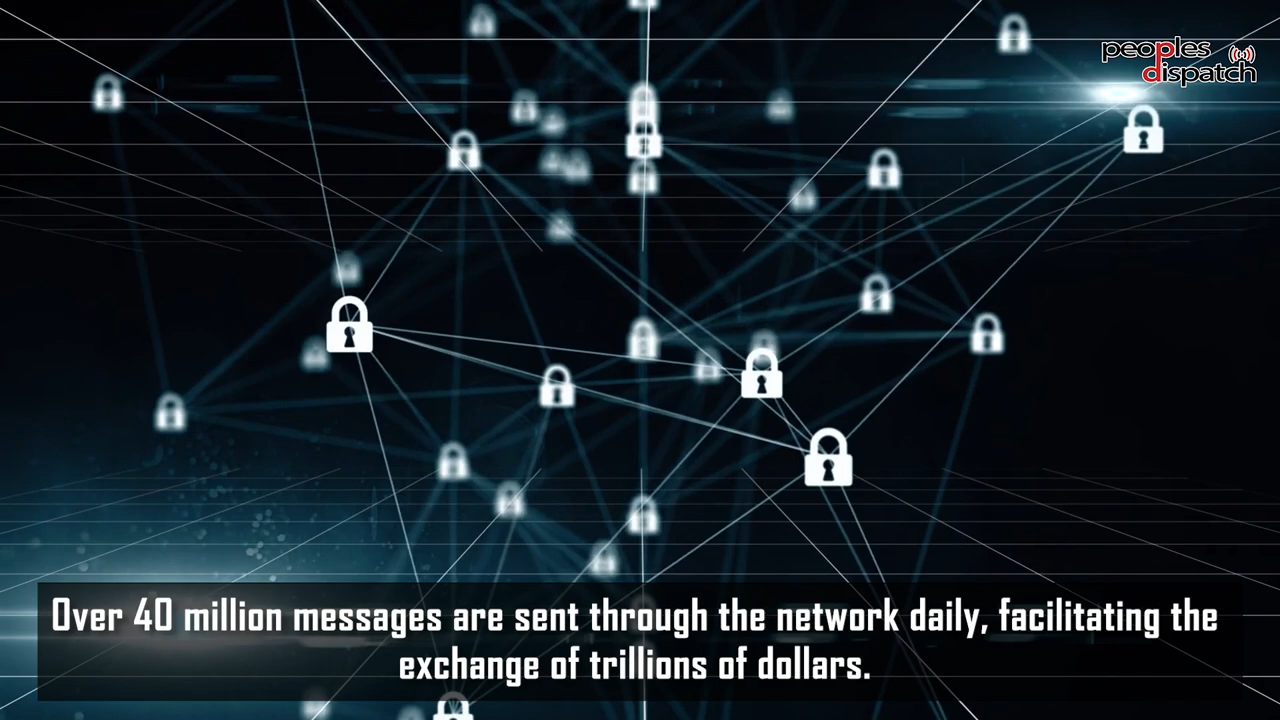 peoples
dispatch
Over 40 million messages are sent through the network daily, facilitating the
exchange of trillions of dollars.